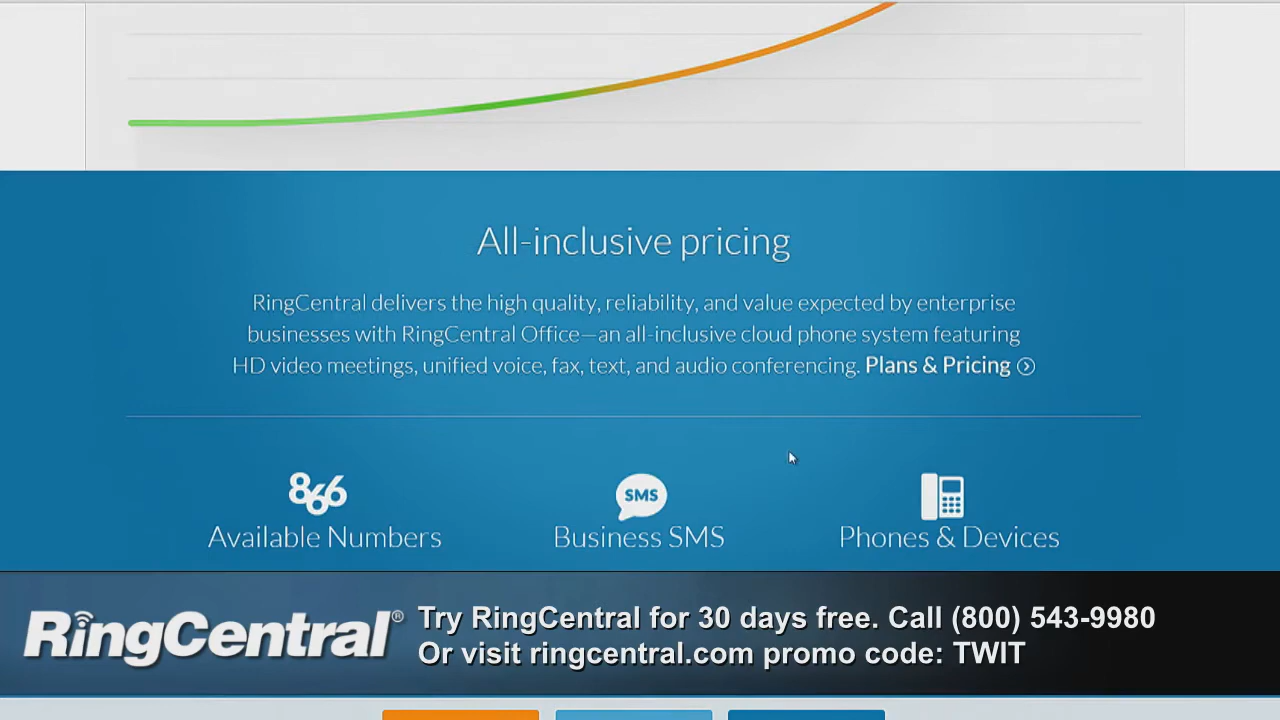 All-inclusive pricing
RingCentral delivers the high quality, reliability, and value expected by enterprise
businesses with RingCentral Office—an all-inclusive cloud phone system featuring
HD video meetings, unified voice, fax, text, and audio conferencing. Plans & Pricing
866
SMS
Available Numbers
Business SMS
Phones & Devices
RingCentral®
Try RingCentral for 30 days free. Call (800) 543-9980
Or visit ringcentral.com promo code: TWIT